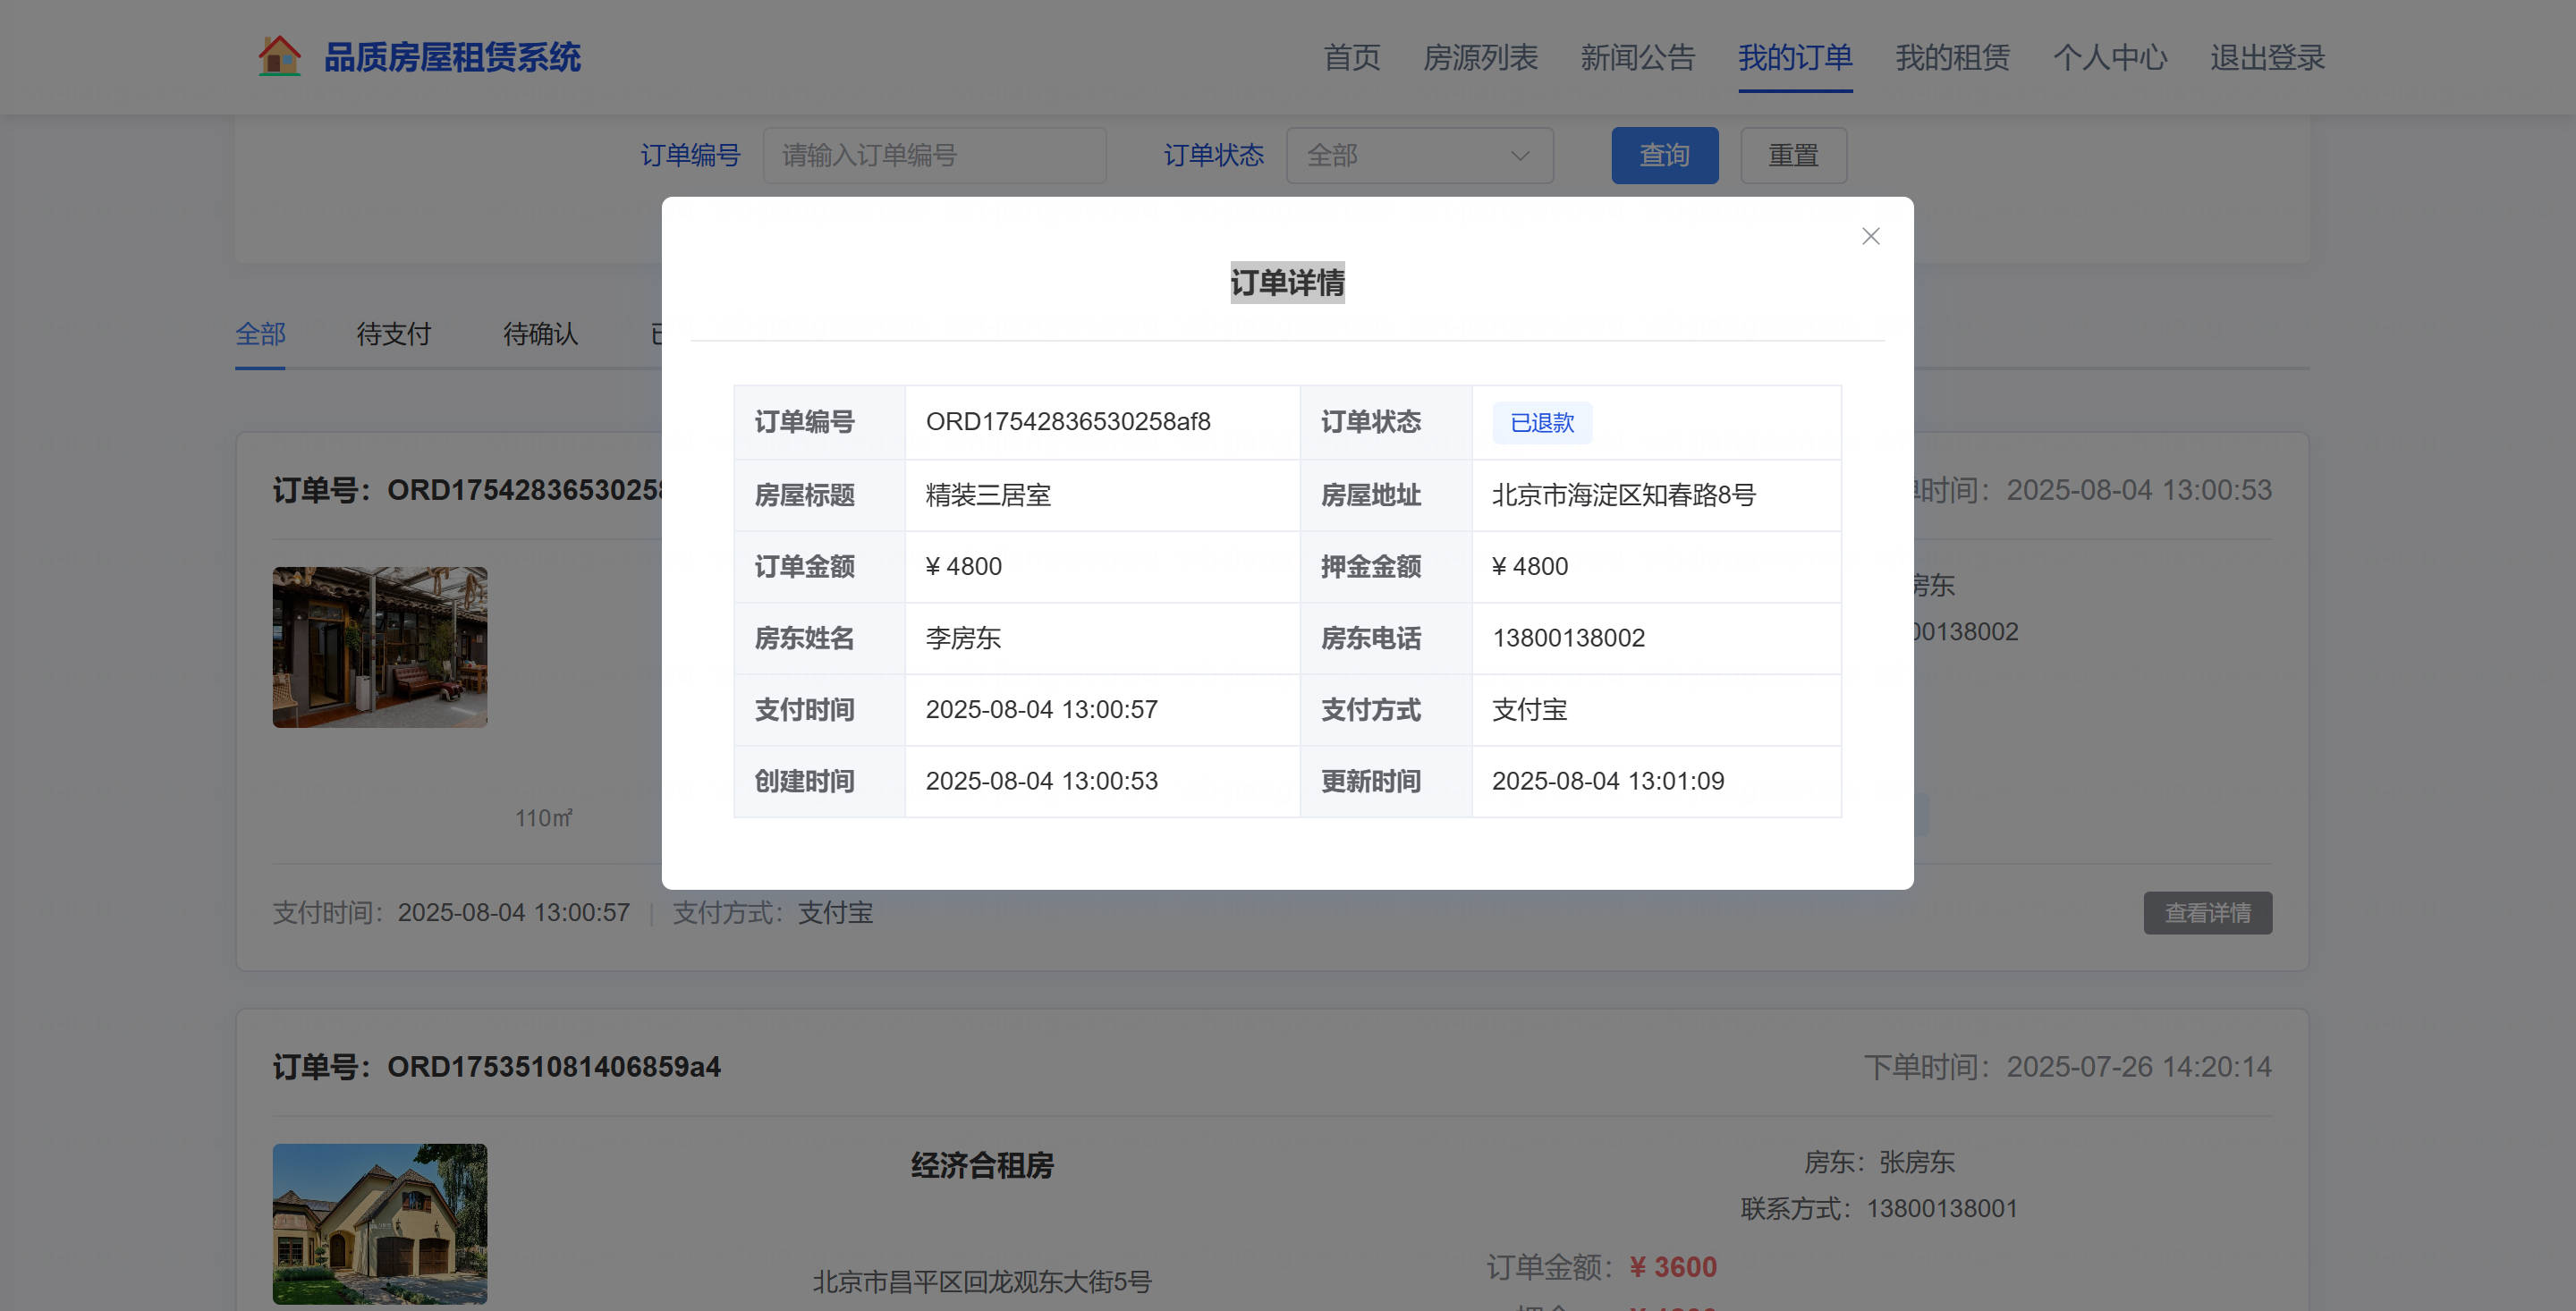 品质房屋租赁系统
首页 房源列表 新闻公告 我的订单 我的租赁 个人中心 退出登录
订单编号 请输入订单编号 订单状态 全部 查询 重置
订单详情
全部 待支付 待确认
订单编号 ORD17542836530258af8 订单状态 已退款
房屋标题 精装三居室 房屋地址 北京市海淀区知春路8号
订单金额 ¥ 4800 押金金额 ¥ 4800
房东姓名 李房东 房东电话 13800138002
支付时间 2025-08-04 13:00:57 支付方式 支付宝
创建时间 2025-08-04 13:00:53 更新时间 2025-08-04 13:01:09
订单号：ORD1754283653025
时间：2025-08-04 13:00:53
房东
00138002
110㎡
支付时间：2025-08-04 13:00:57 | 支付方式：支付宝
查看详情
订单号：ORD175351081406859a4
下单时间：2025-07-26 14:20:14
经济合租房
房东：张房东
联系方式：13800138001
北京市昌平区回龙观东大街5号
订单金额：¥ 3600